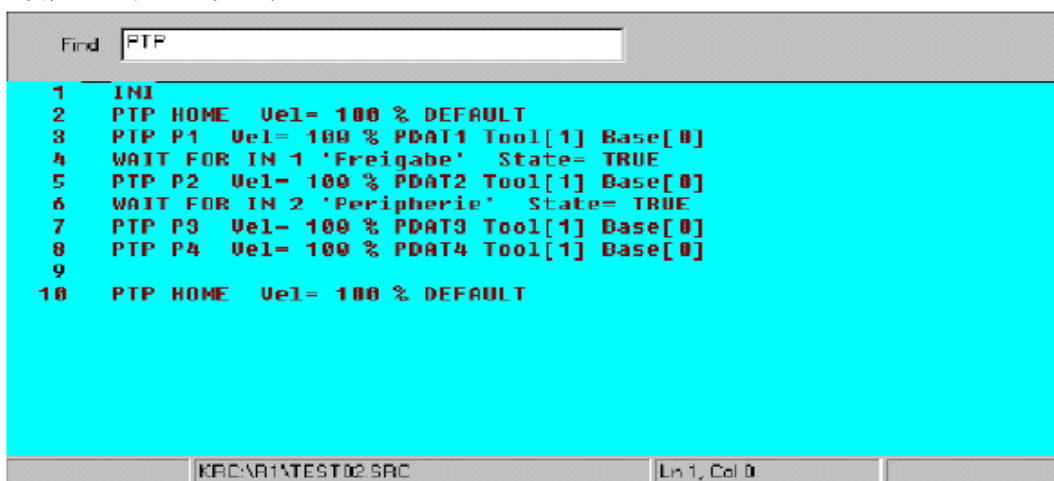 Find PTP
1 INI
2 PTP HOME Vel= 100 % DEFAULT
3 PTP P1 Vel= 100 % PDAT1 Tool[1] Base[0]
4 WAIT FOR IN 1 'Freigabe' State= TRUE
5 PTP P2 Vel= 100 % PDAT2 Tool[1] Base[0]
6 WAIT FOR IN 2 'Peripherie' State= TRUE
7 PTP P3 Vel= 100 % PDAT3 Tool[1] Base[0]
8 PTP P4 Vel= 100 % PDAT4 Tool[1] Base[0]
9
10 PTP HOME Vel= 100 % DEFAULT
KRC:\R1\TEST02.SRC Ln 1, Col 0